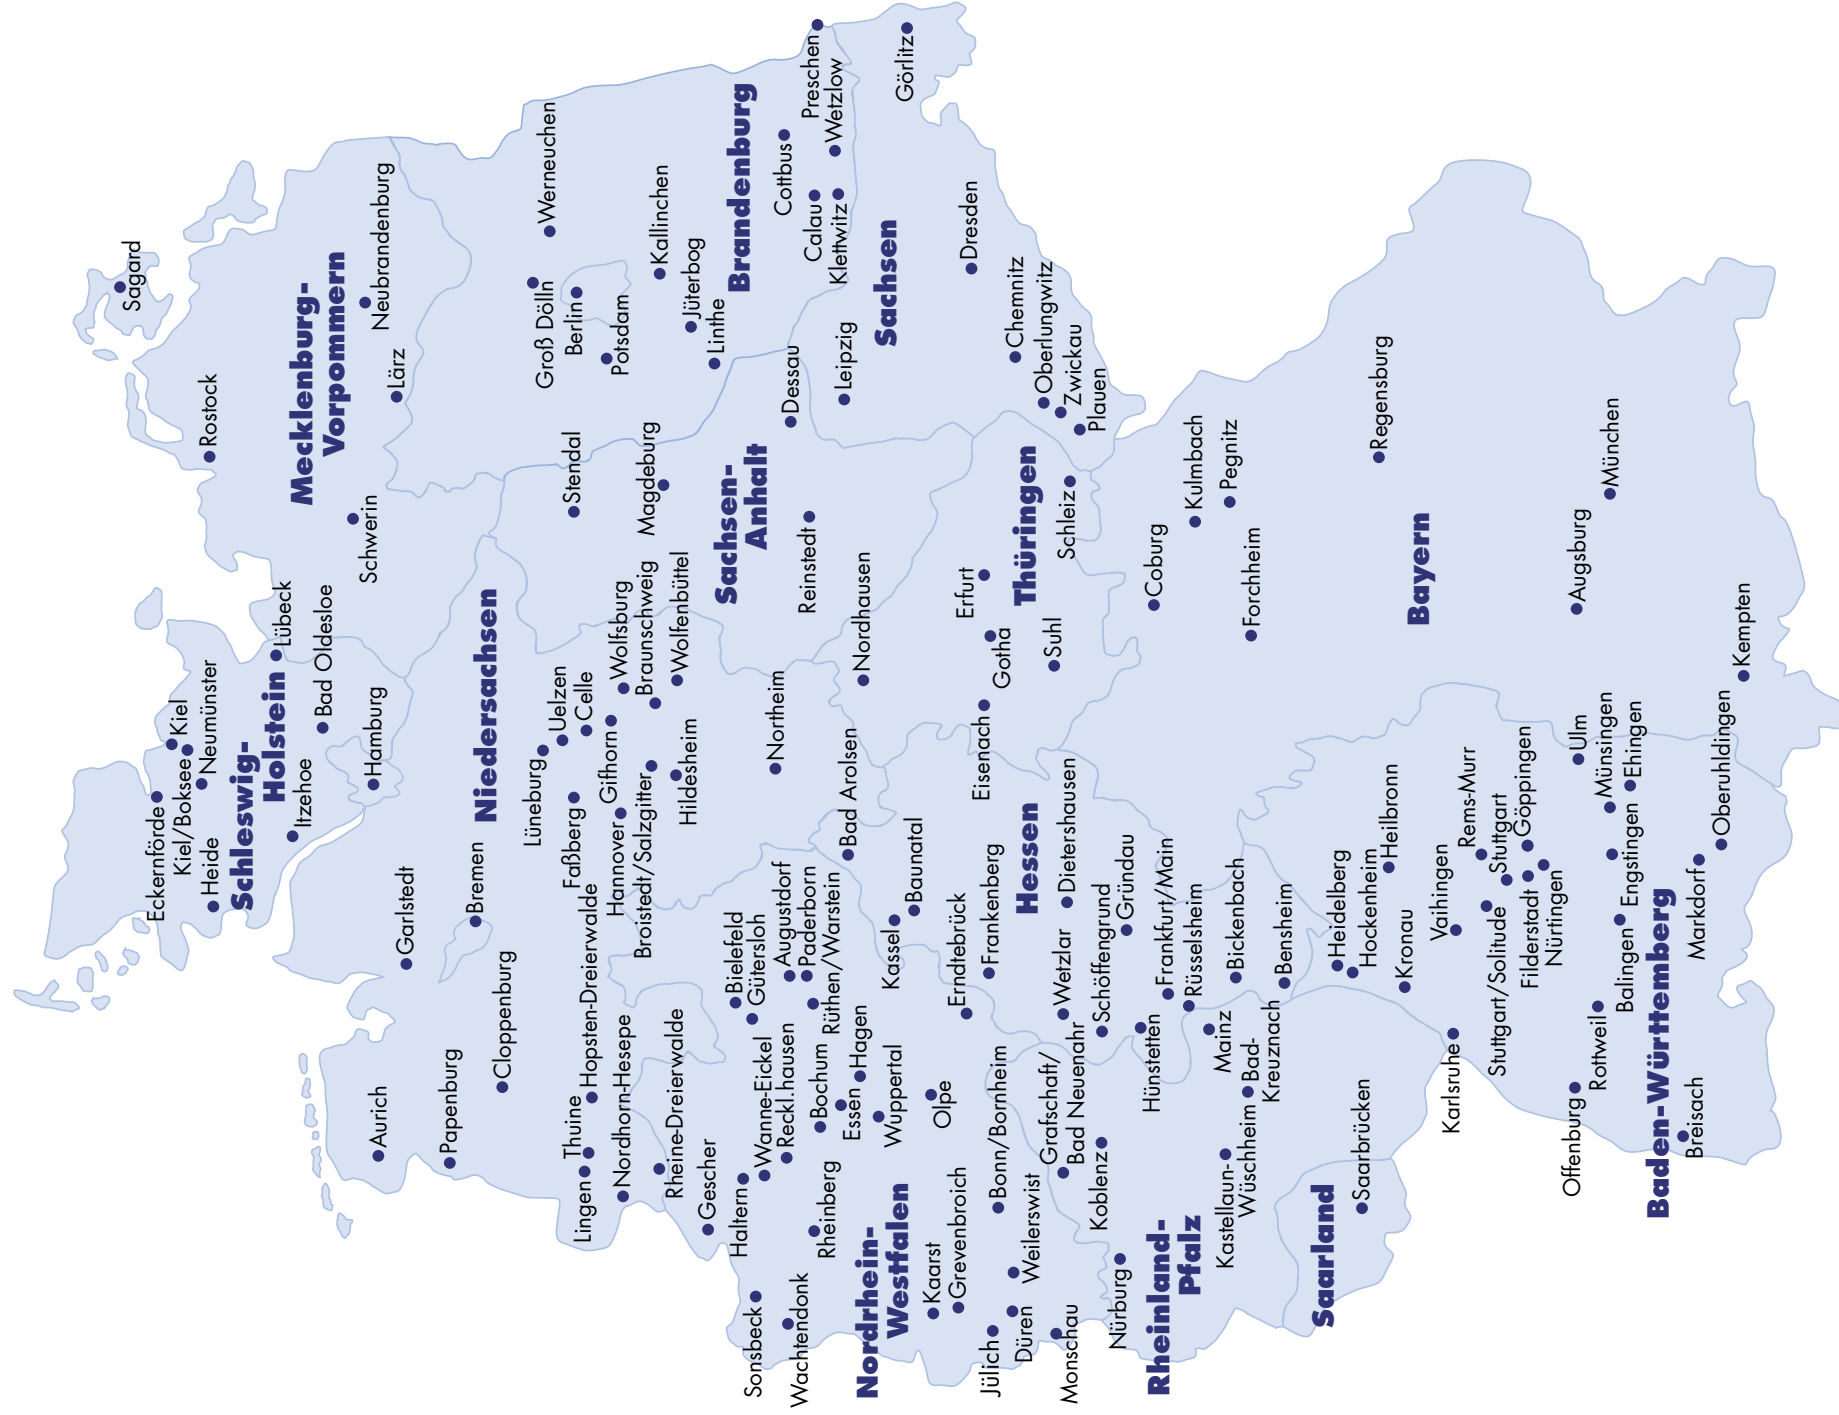 Sagard
Rostock
Mecklenburg-
Vorpommern
Neubrandenburg
Lärz
Schwerin
Eckernförde
Kiel
Kiel/Boksee
Neumünster
Heide
Schleswig-
Holstein
Lübeck
Bad Oldesloe
Itzehoe
Hamburg
Garlstedt
Bremen
Niedersachsen
Cloppenburg
Aurich
Papenburg
Lüneburg
Uelzen
Celle
Faßberg
Gifhorn
Wolfsburg
Braunschweig
Wolfenbüttel
Hannover
Broistedt/Salzgitter
Hildesheim
Northeim
Hopsten-Dreierwalde
Thuine
Lingen
Nordhorn-Hesepe
Rheine-Dreierwalde
Werneuchen
Groß Dölln
Berlin
Potsdam
Kallinchen
Jüterbog
Linthe
Brandenburg
Preschen
Wetzlow
Cottbus
Calau
Klettwitz
Stendal
Magdeburg
Sachsen-
Anhalt
Dessau
Reinstedt
Görlitz
Sachsen
Leipzig
Dresden
Chemnitz
Oberlungwitz
Zwickau
Plauen
Nordhausen
Thüringen
Erfurt
Gotha
Suhl
Schleiz
Eisenach
Gescher
Haltern
Wanne-Eickel
Reckl.hausen
Bielefeld
Gütersloh
Augustdorf
Paderborn
Rüthen/Warstein
Bochum
Essen
Hagen
Wuppertal
Olpe
Erndtebrück
Rheinberg
Sonsbeck
Wachtendonk
Nordrhein-
Westfalen
Kaarst
Grevenbroich
Bonn/Bornheim
Weilerswist
Jülich
Düren
Monschau
Bad Arolsen
Kassel
Baunatal
Frankenberg
Hessen
Dietershausen
Wetzlar
Schöffengrund
Gründau
Frankfurt/Main
Rüsselsheim
Hünstetten
Bickenbach
Bensheim
Grafschaft/
Bad Neuenahr
Koblenz
Nürburg
Rheinland-
Pfalz
Mainz
Bad-
Kreuznach
Kastellaun-
Wüschheim
Saarland
Saarbrücken
Coburg
Kulmbach
Pegnitz
Forchheim
Regensburg
Bayern
München
Augsburg
Kempten
Heidelberg
Hockenheim
Heilbronn
Kronau
Karlsruhe
Vaihingen
Rems-Murr
Stuttgart
Göppingen
Stuttgart/Solitude
Filderstadt
Nürtingen
Ulm
Münsingen
Ehingen
Engstingen
Balingen
Rottweil
Offenburg
Baden-Württemberg
Breisach
Markdorf
Oberuhldingen